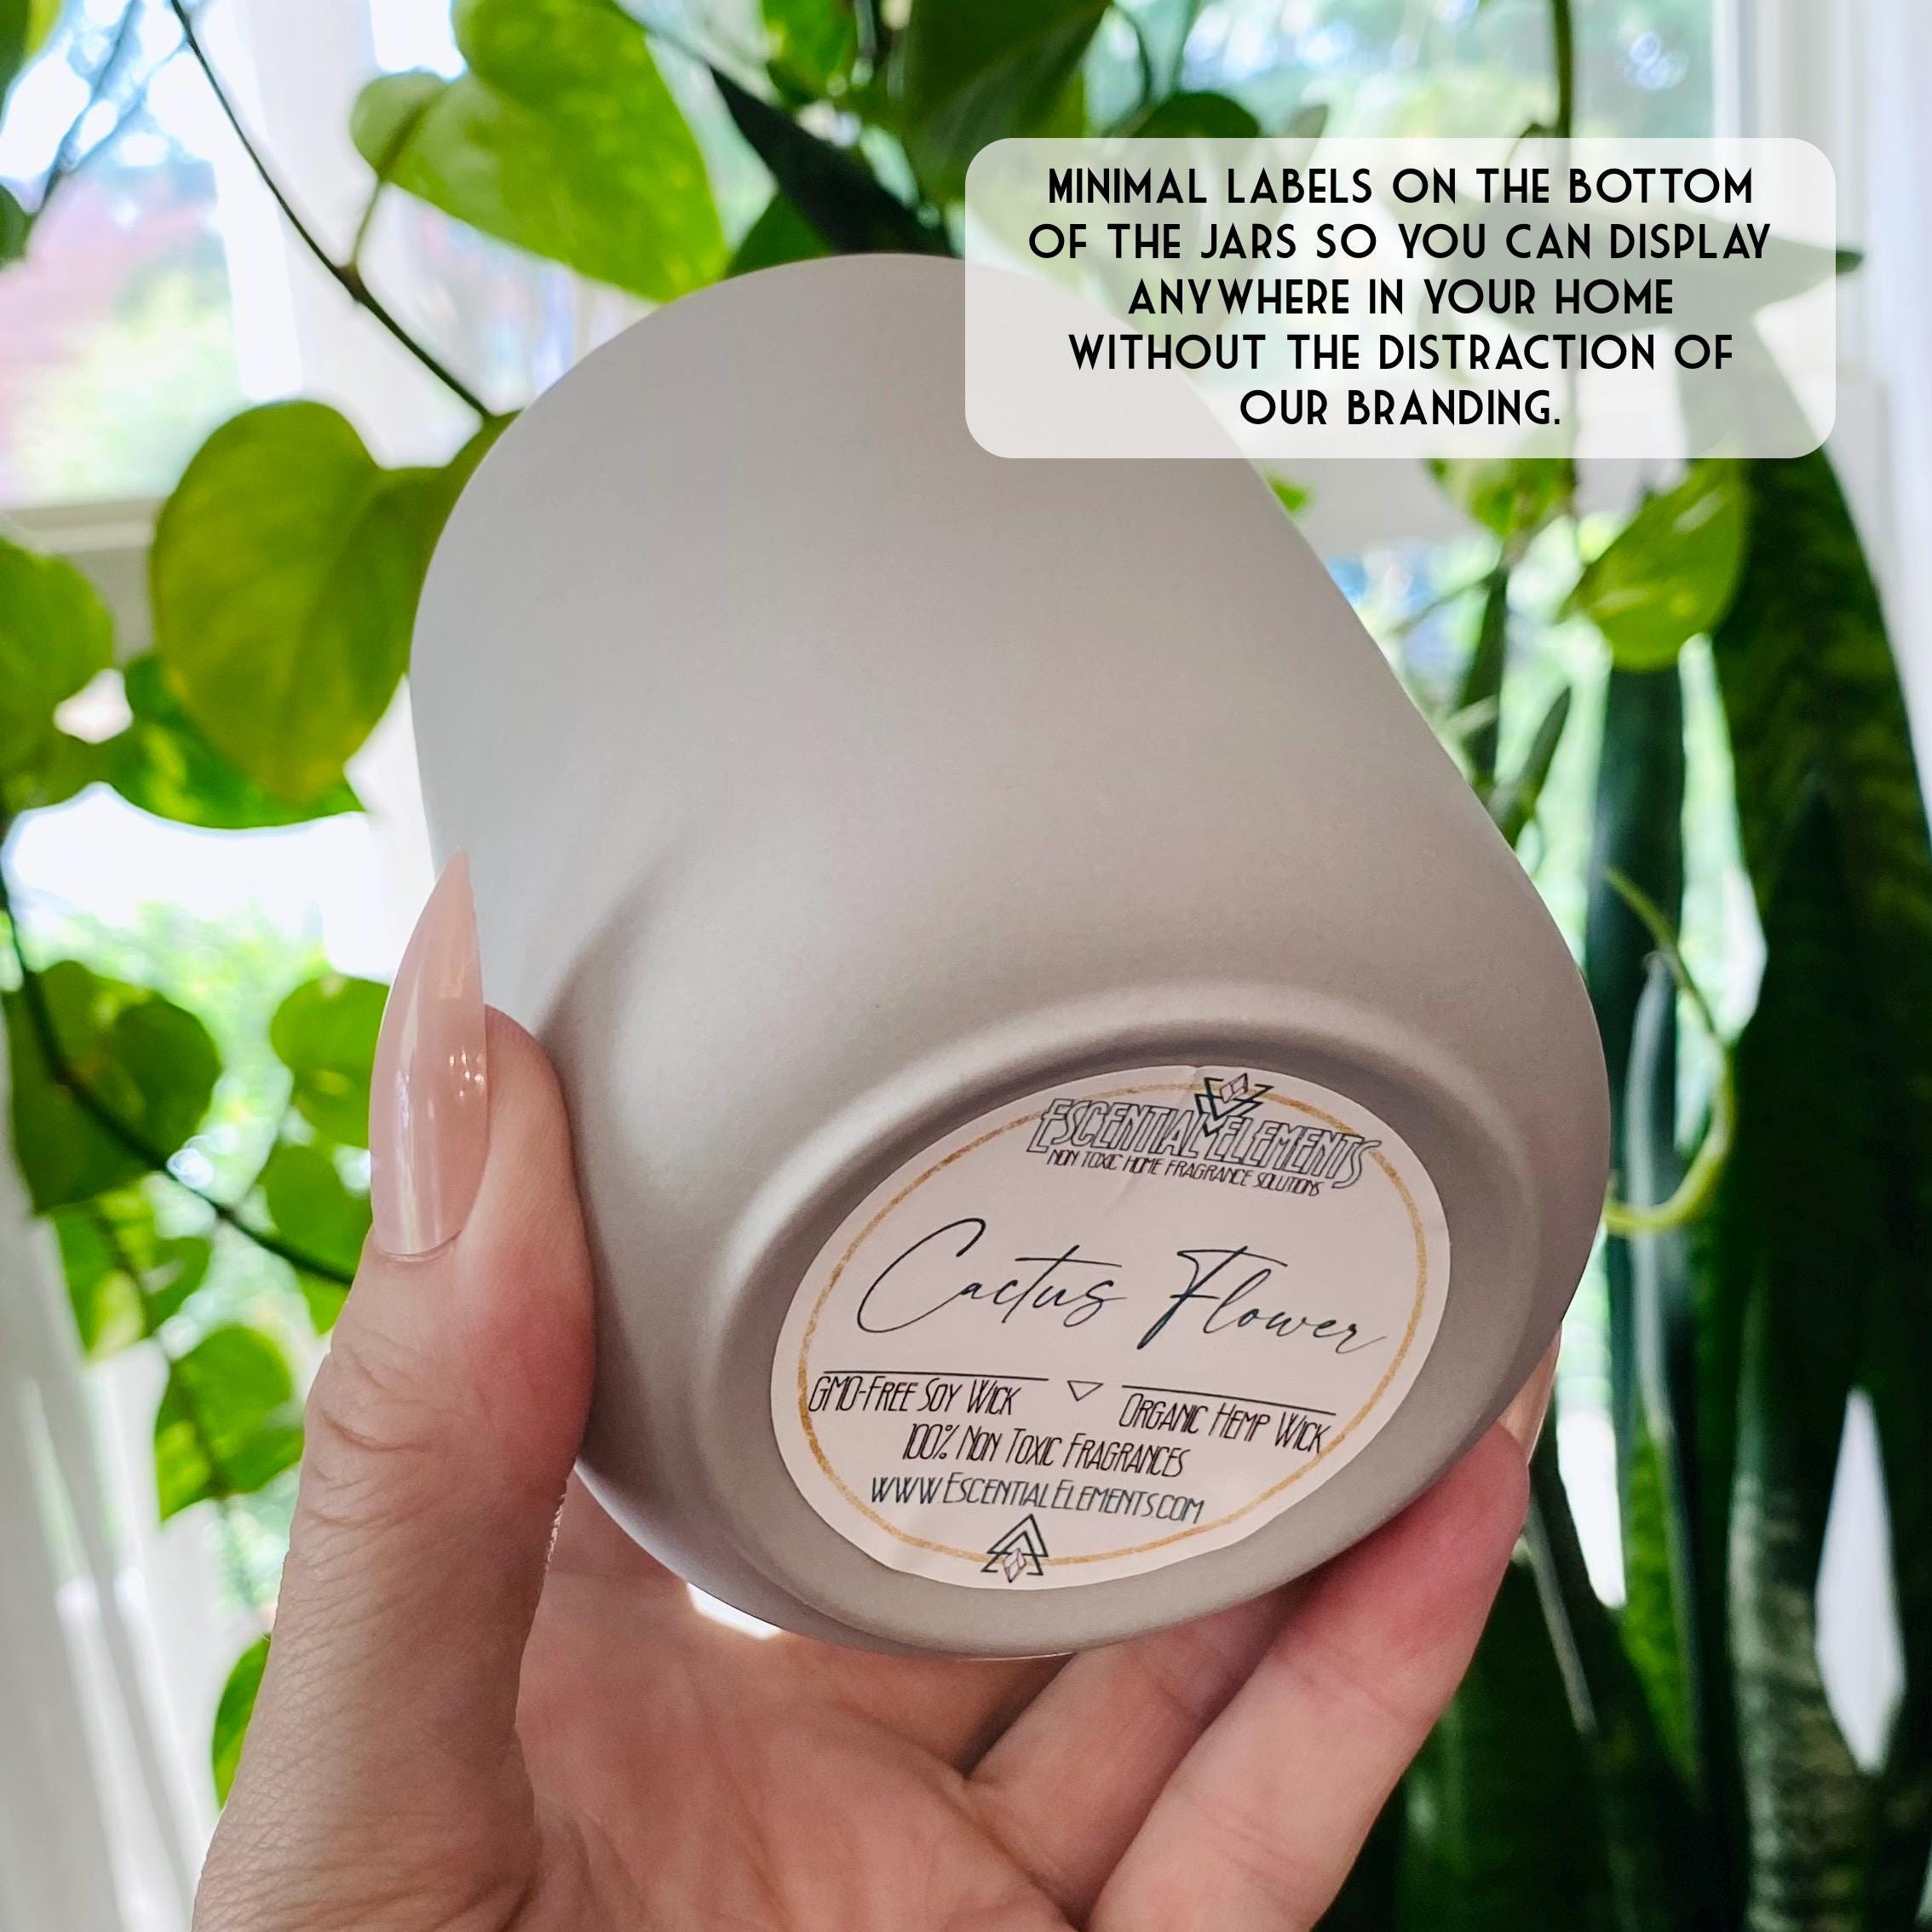 MINIMAL LABELS ON THE BOTTOM
OF THE JARS SO YOU CAN DISPLAY
ANYWHERE IN YOUR HOME
WITHOUT THE DISTRACTION OF
OUR BRANDING.
ESCENTIAL ELEMENTS
NON TOXIC HOME FRAGRANCE SOLUTIONS
Cactus Flower
GMO-FREE SOY WICK
ORGANIC HEMP WICK
100% NON TOXIC FRAGRANCES
WWW.ESCENTIALELEMENTS.COM